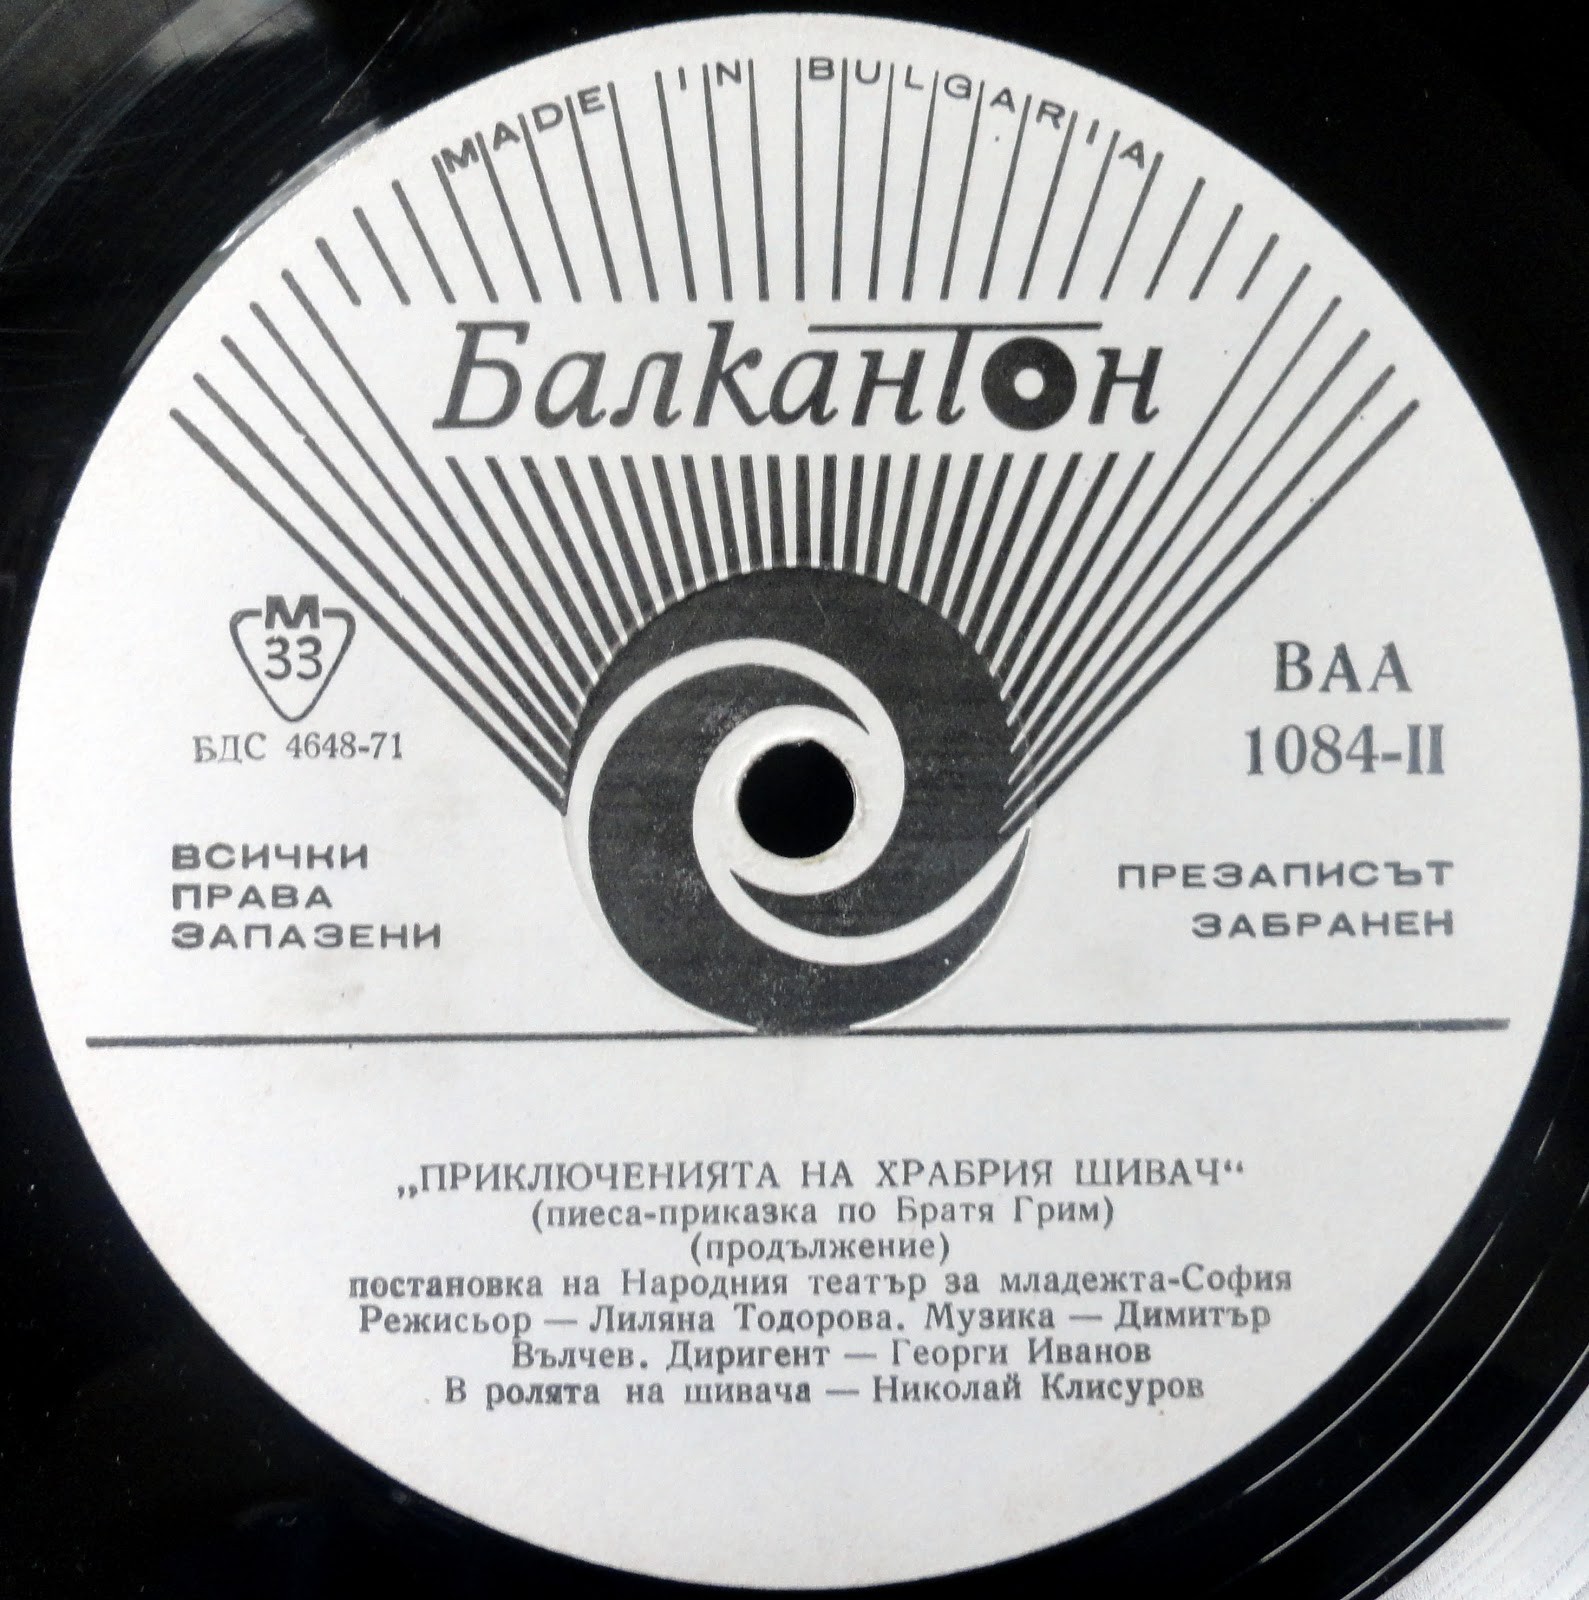 MADE IN BULGARIA
Балкантон
М
33
БДС 4648-71
ВАА
1084-II
ВСИЧКИ
ПРАВА
ЗАПАЗЕНИ
ПРЕЗАПИСЪТ
ЗАБРАНЕН
„ПРИКЛЮЧЕНИЯТА НА ХРАБРИЯ ШИВАЧ“
(пиеса-приказка по Братя Грим)
(продължение)
постановка на Народния театър за младежта-София
Режисьор — Лиляна Тодорова. Музика — Димитър
Вълчев. Диригент — Георги Иванов
В ролята на шивача — Николай Клисуров